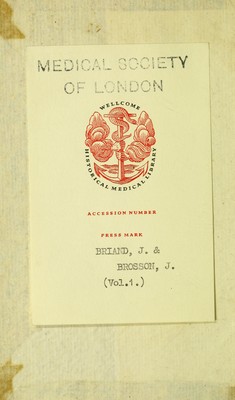 MEDICAL SOCIETY
OF LONDON
WELLCOME
HISTORICAL MEDICAL LIBRARY
ACCESSION NUMBER
PRESS MARK
BRIAND, J. &
BROSSON, J.
(Vol.1.)